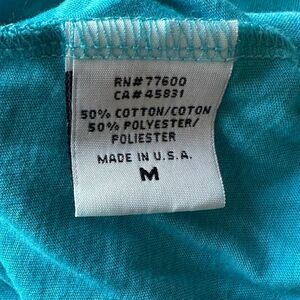 RN#77600
CA#45831
50% COTTON/COTON
50% POLYESTER/
POLIESTER
MADE IN U.S.A.
M